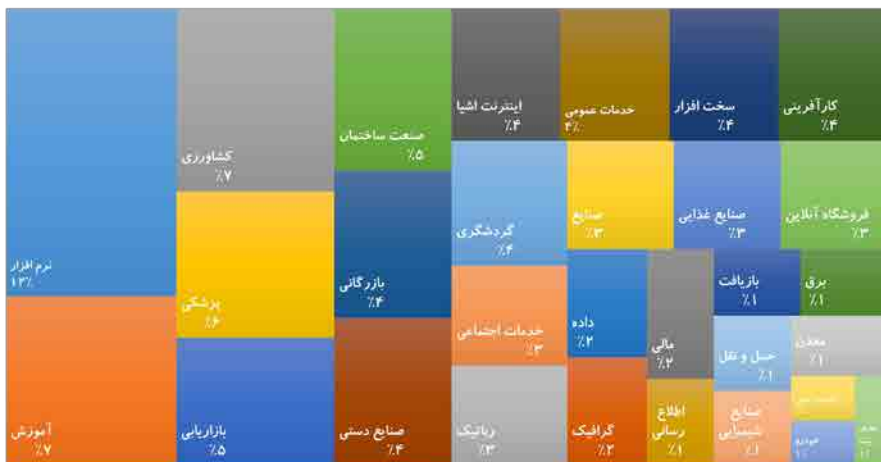 نرم افزار
۱۳٪
آموزش
٪۷
کشاورزی
٪۷
پزشکی
٪۶
بازاریابی
٪۵
صنعت ساختمان
٪۵
بازرگانی
٪۴
صنایع دستی
٪۴
اینترنت اشیا
٪۴
خدمات عمومی
۴٪
سخت افزار
٪۴
کارآفرینی
٪۴
گردشگری
٪۴
خدمات اجتماعی
٪۳
رباتیک
٪۳
صنایع
٪۳
صنایع غذایی
٪۳
فروشگاه آنلاین
٪۳
داده
٪۲
گرافیک
٪۲
مالی
٪۲
اطلاع
رسانی
٪۱
بازیافت
٪۱
برق
٪۱
حمل و نقل
٪۱
معدن
٪۱
صنایع
شیمیایی
٪۱
خودرو